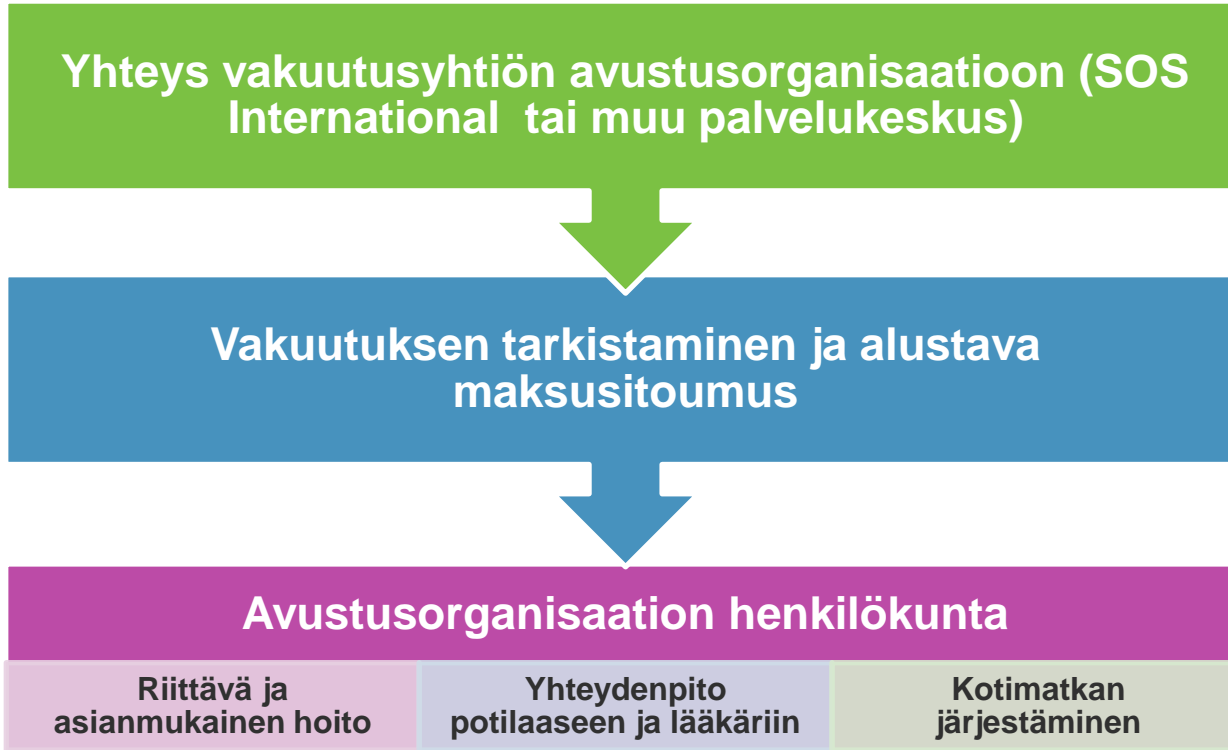 Yhteys vakuutusyhtiön avustusorganisaatioon (SOS
International tai muu palvelukeskus)
Vakuutuksen tarkistaminen ja alustava
maksusitoumus
Avustusorganisaation henkilökunta
Riittävä ja
asianmukainen hoito
Yhteydenpito
potilaaseen ja lääkäriin
Kotimatkan
järjestäminen